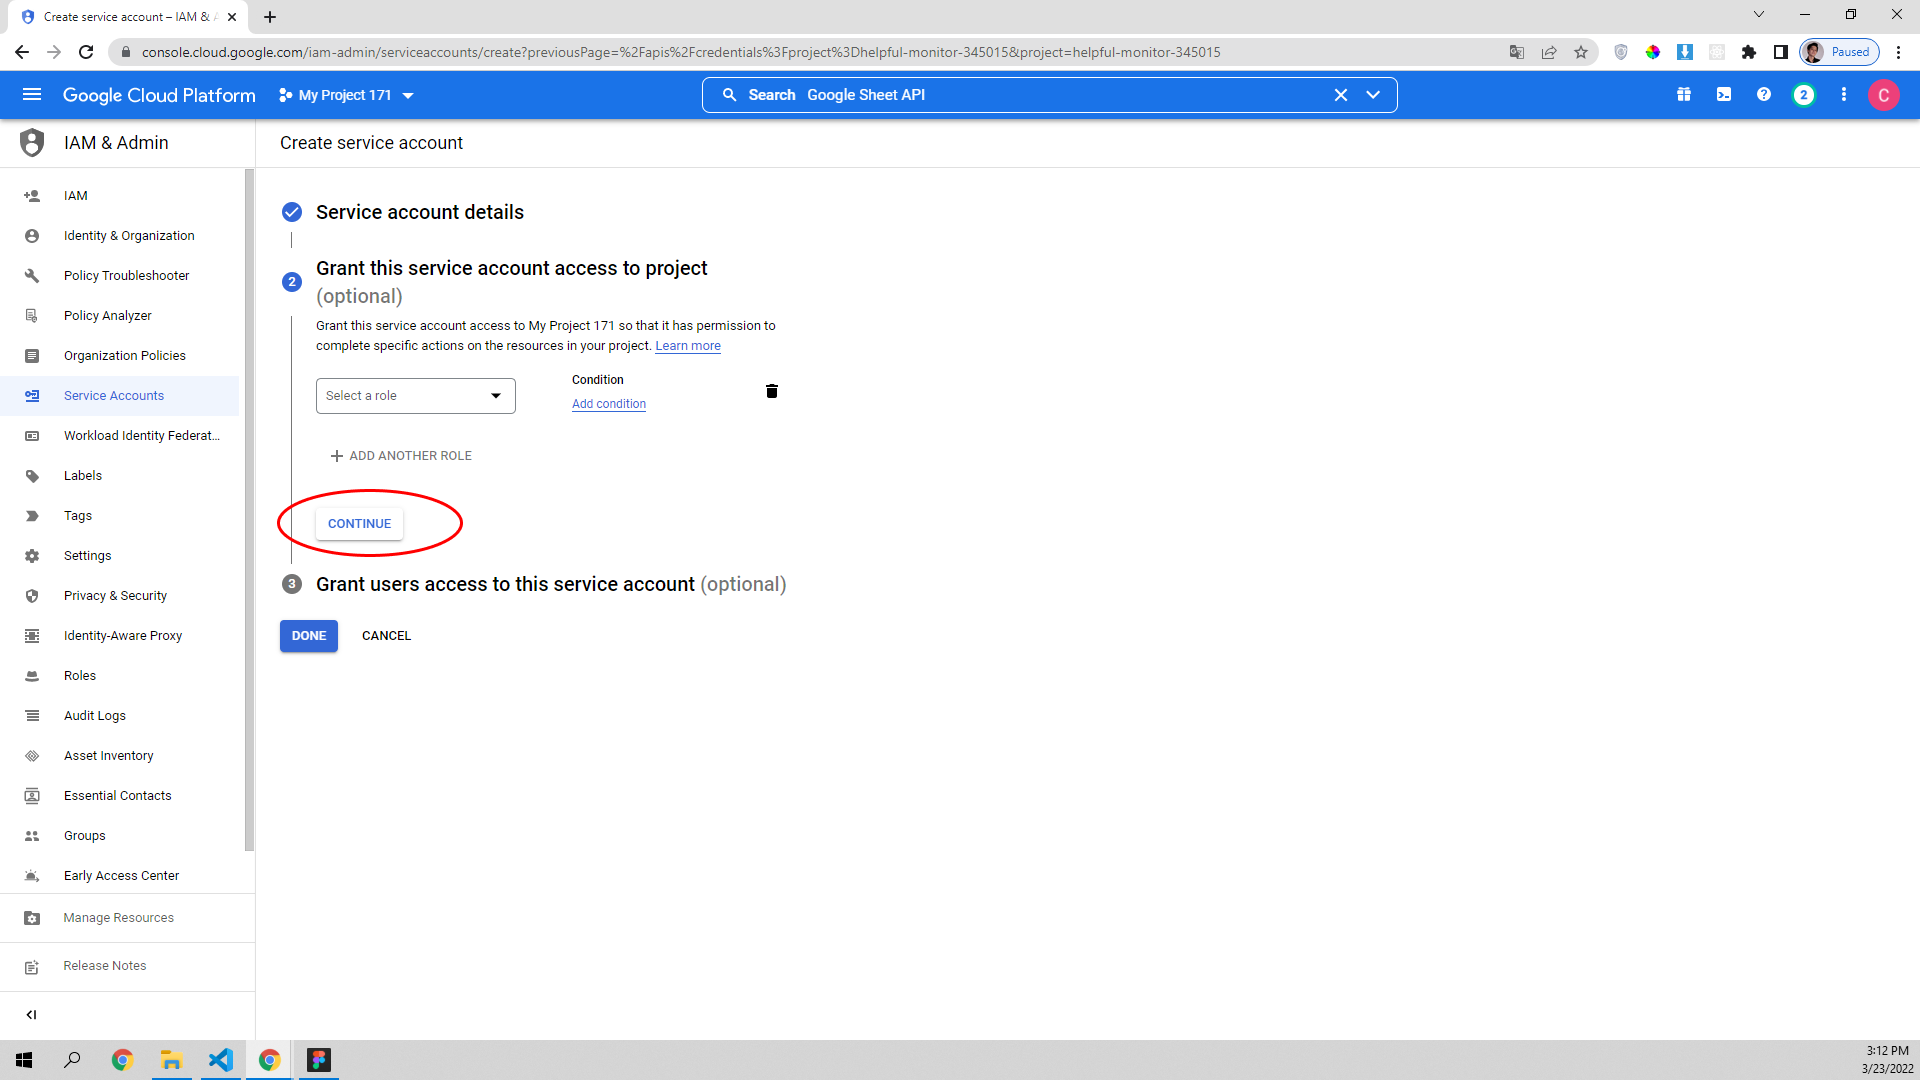 Create service account – IAM & A
console.cloud.google.com/iam-admin/serviceaccounts/create?previousPage=%2Fapis%2Fcredentials%3Fproject%3Dhelpful-monitor-345015&project=helpful-monitor-345015
Paused
Google Cloud Platform
My Project 171
Search Google Sheet API
2
C
IAM & Admin
Create service account
IAM
Identity & Organization
Policy Troubleshooter
Policy Analyzer
Organization Policies
Service Accounts
Workload Identity Federat...
Labels
Tags
Settings
Privacy & Security
Identity-Aware Proxy
Roles
Audit Logs
Asset Inventory
Essential Contacts
Groups
Early Access Center
Manage Resources
Release Notes
Service account details
2
Grant this service account access to project
(optional)
Grant this service account access to My Project 171 so that it has permission to
complete specific actions on the resources in your project. Learn more
Select a role
Condition
Add condition
ADD ANOTHER ROLE
CONTINUE
3
Grant users access to this service account (optional)
DONE
CANCEL
3:12 PM
3/23/2022